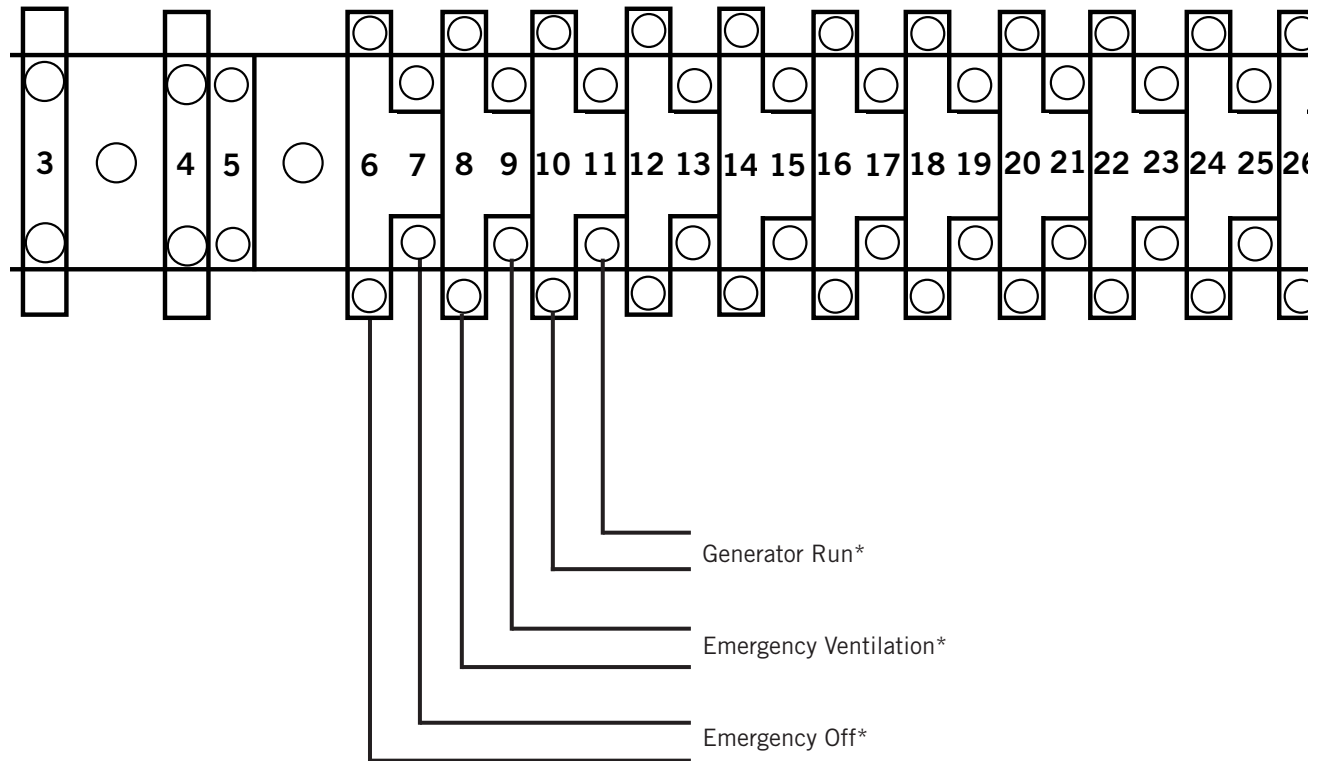 3 4 5 6 7 8 9 10 11 12 13 14 15 16 17 18 19 20 21 22 23 24 25 26
Generator Run*
Emergency Ventilation*
Emergency Off*